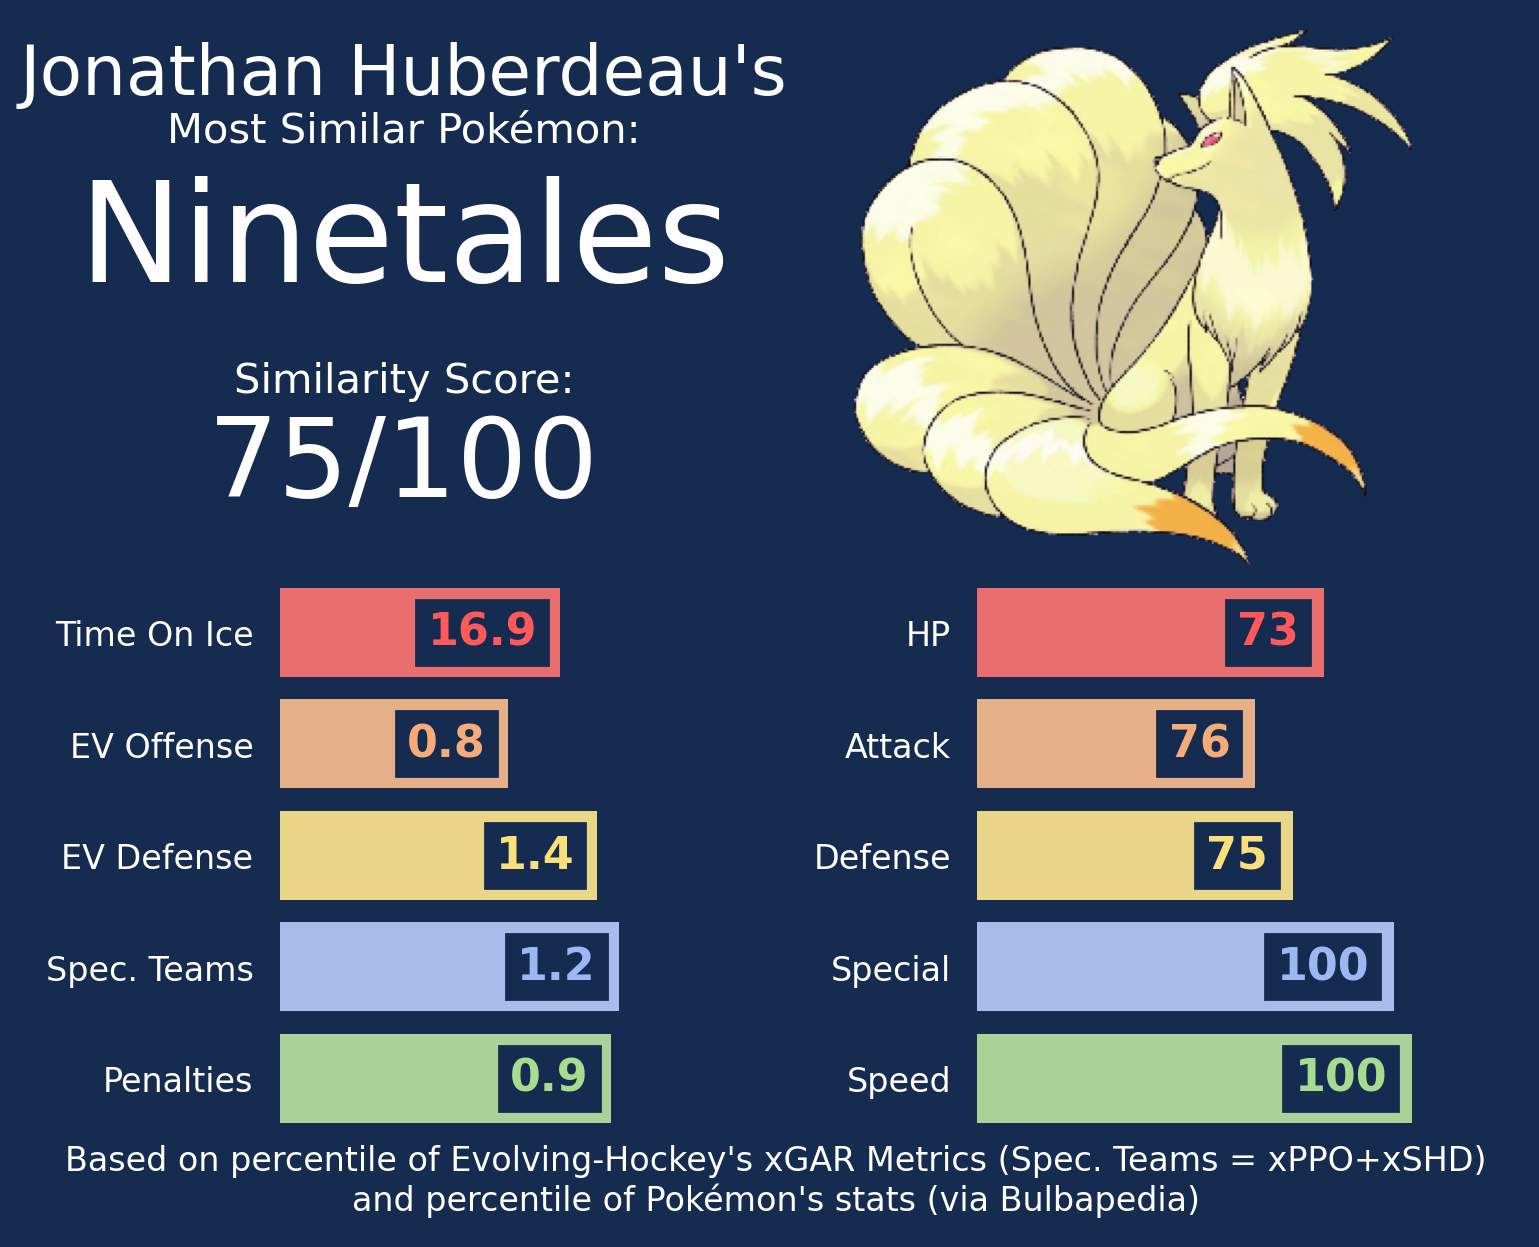 Jonathan Huberdeau's
Most Similar Pokémon:
Ninetales
Similarity Score:
75/100
Time On Ice 16.9
EV Offense 0.8
EV Defense 1.4
Spec. Teams 1.2
Penalties 0.9
HP 73
Attack 76
Defense 75
Special 100
Speed 100
Based on percentile of Evolving-Hockey's xGAR Metrics (Spec. Teams = xPPO+xSHD)
and percentile of Pokémon's stats (via Bulbapedia)